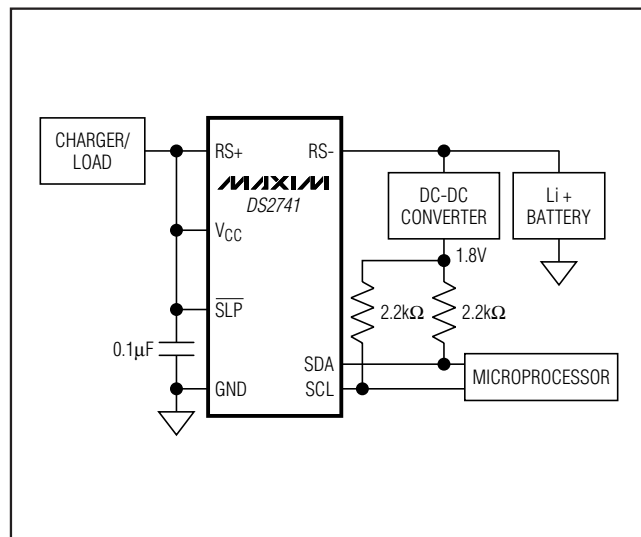 CHARGER/
LOAD
RS+
RS-
MAXIM
DS2741
VCC
SLP
0.1µF
GND
DC-DC
CONVERTER
Li +
BATTERY
1.8V
2.2kΩ
2.2kΩ
SDA
SCL
MICROPROCESSOR